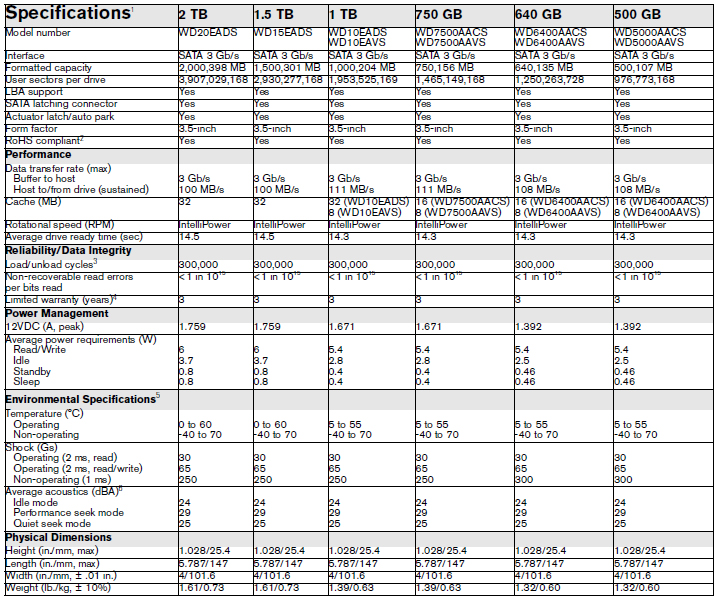 Specifications1 2 TB 1.5 TB 1 TB 750 GB 640 GB 500 GB
Model number WD20EADS WD15EADS WD10EADS WD7500AACS WD6400AACS WD5000AACS
WD10EAVS WD7500AAVS WD6400AAVS WD5000AAVS
Interface SATA 3 Gb/s SATA 3 Gb/s SATA 3 Gb/s SATA 3 Gb/s SATA 3 Gb/s SATA 3 Gb/s
Formatted capacity 2,000,398 MB 1,500,301 MB 1,000,204 MB 750,156 MB 640,135 MB 500,107 MB
User sectors per drive 3,907,029,168 2,930,277,168 1,953,525,169 1,465,149,168 1,250,263,728 976,773,168
LBA support Yes Yes Yes Yes Yes Yes
SATA latching connector Yes Yes Yes Yes Yes Yes
Actuator latch/auto park Yes Yes Yes Yes Yes Yes
Form factor 3.5-inch 3.5-inch 3.5-inch 3.5-inch 3.5-inch 3.5-inch
RoHS compliant2 Yes Yes Yes Yes Yes Yes
Performance
Data transfer rate (max)
Buffer to host 3 Gb/s 3 Gb/s 3 Gb/s 3 Gb/s 3 Gb/s 3 Gb/s
Host to/from drive (sustained) 100 MB/s 100 MB/s 111 MB/s 111 MB/s 108 MB/s 108 MB/s
Cache (MB) 32 32 32 (WD10EADS) 16 (WD7500AACS) 16 (WD6400AACS) 16 (WD6400AACS)
8 (WD10EAVS) 8 (WD7500AAVS) 8 (WD6400AAVS) 8 (WD6400AAVS)
Rotational speed (RPM) IntelliPower IntelliPower IntelliPower IntelliPower IntelliPower IntelliPower
Average drive ready time (sec) 14.5 14.5 14.3 14.3 14.3 14.3
Reliability/Data Integrity
Load/unload cycles3 300,000 300,000 300,000 300,000 300,000 300,000
Non-recoverable read errors <1 in 1015 <1 in 1015 <1 in 1015 <1 in 1015 <1 in 1015 <1 in 1015
per bits read
Limited warranty (years)4 3 3 3 3 3 3
Power Management
12VDC (A, peak) 1.759 1.759 1.671 1.671 1.392 1.392
Average power requirements (W)
Read/Write 6 6 5.4 5.4 5.4 5.4
Idle 3.7 3.7 2.8 2.8 2.5 2.5
Standby 0.8 0.8 0.4 0.4 0.46 0.46
Sleep 0.8 0.8 0.4 0.4 0.46 0.46
Environmental Specifications5
Temperature (°C)
Operating 0 to 60 0 to 60 5 to 55 5 to 55 5 to 55 5 to 55
Non-operating -40 to 70 -40 to 70 -40 to 70 -40 to 70 -40 to 70 -40 to 70
Shock (Gs)
Operating (2 ms, read) 30 30 30 30 30 30
Operating (2 ms, read/write) 65 65 65 65 65 65
Non-operating (1 ms) 250 250 250 250 300 300
Average acoustics (dBA)6
Idle mode 24 24 24 24 24 24
Performance seek mode 29 29 29 29 29 29
Quiet seek mode 25 25 25 25 25 25
Physical Dimensions
Height (in./mm, max) 1.028/25.4 1.028/25.4 1.028/25.4 1.028/25.4 1.028/25.4 1.028/25.4
Length (in./mm, max) 5.787/147 5.787/147 5.787/147 5.787/147 5.787/147 5.787/147
Width (in./mm, ± .01 in.) 4/101.6 4/101.6 4/101.6 4/101.6 4/101.6 4/101.6
Weight (lb./kg, ± 10%) 1.61/0.73 1.61/0.73 1.39/0.63 1.39/0.63 1.32/0.60 1.32/0.60